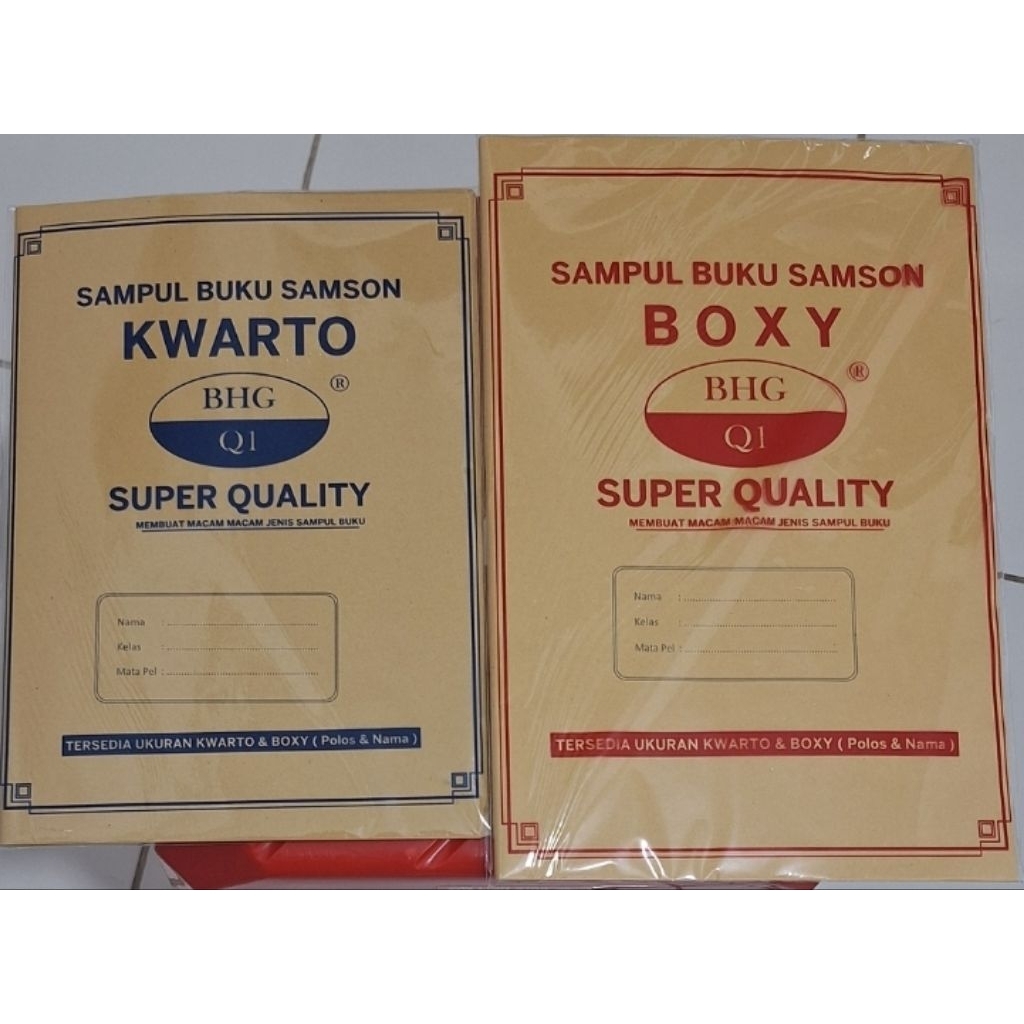 SAMPUL BUKU SAMSON
KWARTO
BHG ®
Q1
SUPER QUALITY
MEMBUAT MACAM MACAM JENIS SAMPUL BUKU
Nama : ................................................
Kelas : ................................................
Mata Pel : ................................................
TERSEDIA UKURAN KWARTO & BOXY ( Polos & Nama )
SAMPUL BUKU SAMSON
BOXY
BHG ®
Q1
SUPER QUALITY
MEMBUAT MACAM MACAM JENIS SAMPUL BUKU
Nama : ................................................
Kelas : ................................................
Mata Pel : ................................................
TERSEDIA UKURAN KWARTO & BOXY ( Polos & Nama )